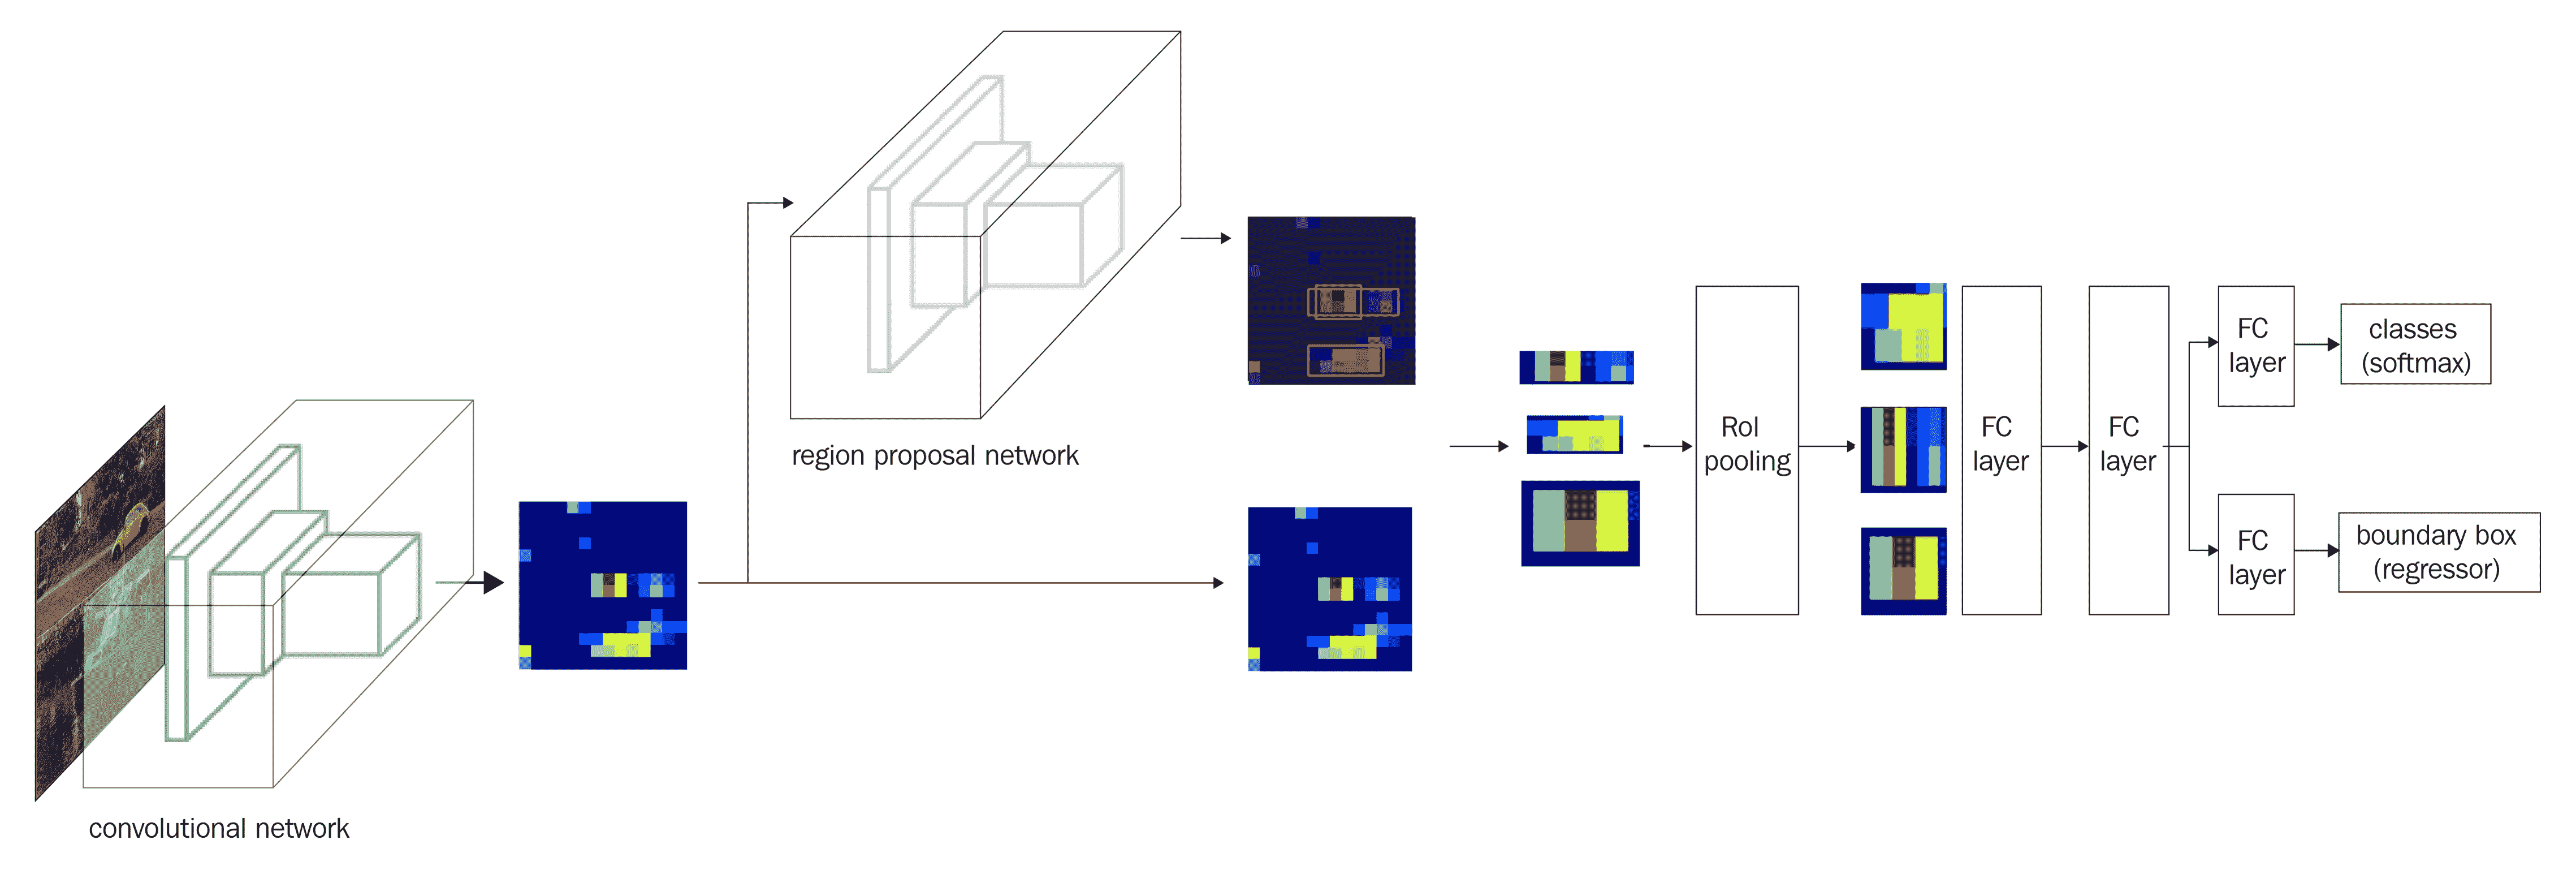 convolutional network
region proposal network
RoI
pooling
FC
layer
FC
layer
FC
layer
classes
(softmax)
FC
layer
boundary box
(regressor)